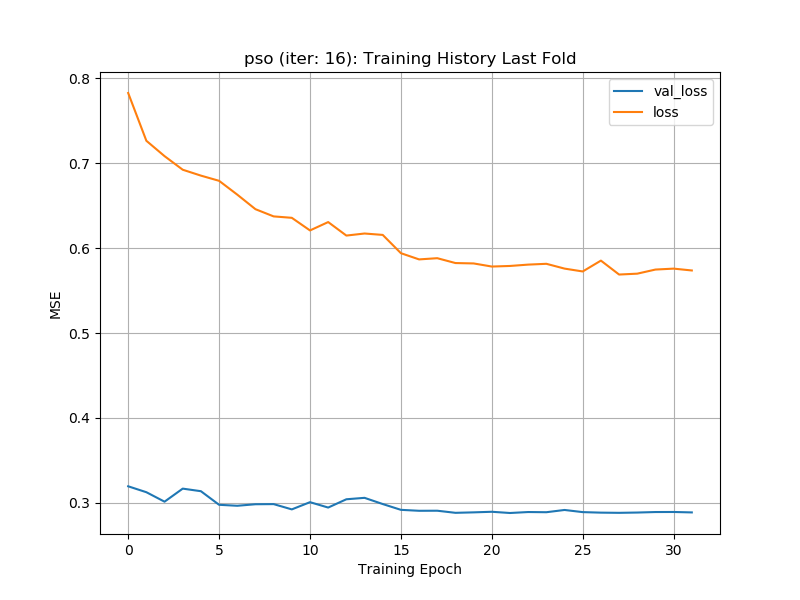 pso (iter: 16): Training History Last Fold
val_loss
loss
0.8
0.7
0.6
0.5
0.4
0.3
MSE
0
5
10
15
20
25
30
Training Epoch